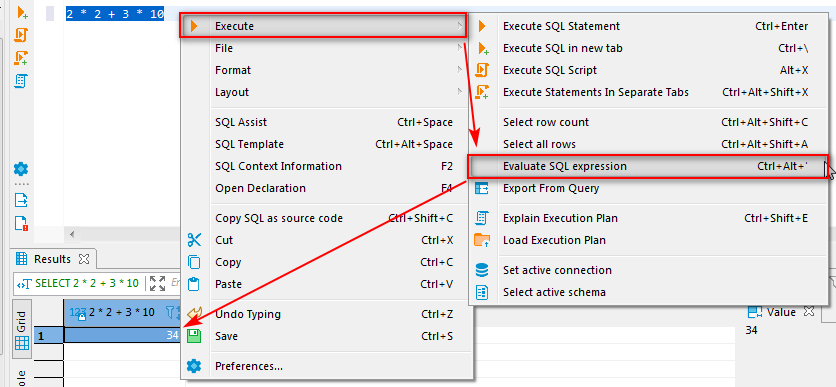 2 * 2 + 3 * 10
Execute
File
Format
Layout
SQL Assist Ctrl+Space
SQL Template Ctrl+Alt+Space
SQL Context Information F2
Open Declaration F4
Copy SQL as source code Ctrl+Shift+C
Cut Ctrl+X
Copy Ctrl+C
Paste Ctrl+V
Undo Typing Ctrl+Z
Save Ctrl+S
Preferences...
Execute SQL Statement Ctrl+Enter
Execute SQL in new tab Ctrl+\
Execute SQL Script Alt+X
Execute Statements In Separate Tabs Ctrl+Alt+Shift+X
Select row count Ctrl+Alt+Shift+C
Select all rows Ctrl+Alt+Shift+A
Evaluate SQL expression Ctrl+Alt+'
Export From Query
Explain Execution Plan Ctrl+Shift+E
Load Execution Plan
Set active connection
Select active schema
Results
SELECT 2 * 2 + 3 * 10
Grid
123 2 * 2 + 3 * 10
1 34
Value
34